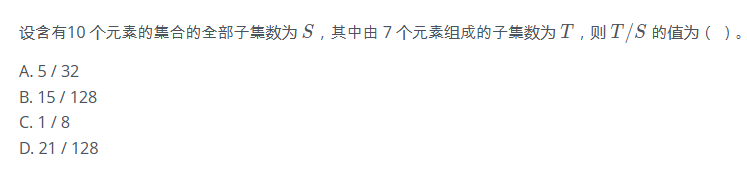 设含有10 个元素的集合的全部子集数为 S，其中由 7 个元素组成的子集数为 T，则 T/S 的值为 (  ) 。
A. 5 / 32
B. 15 / 128
C. 1 / 8
D. 21 / 128